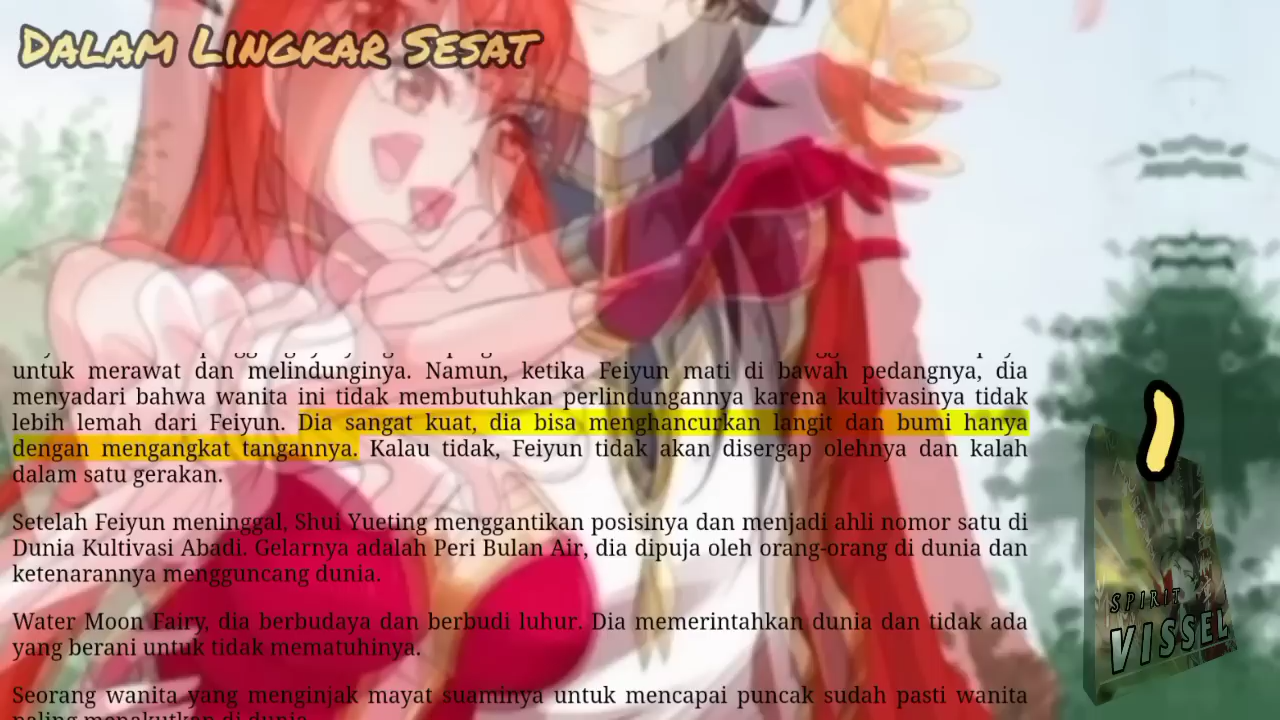 DALAM LINGKAR SESAT
untuk merawat dan melindunginya. Namun, ketika Feiyun mati di bawah pedangnya, dia
menyadari bahwa wanita ini tidak membutuhkan perlindungannya karena kultivasinya tidak
lebih lemah dari Feiyun. Dia sangat kuat, dia bisa menghancurkan langit dan bumi hanya
dengan mengangkat tangannya. Kalau tidak, Feiyun tidak akan disergap olehnya dan kalah
dalam satu gerakan.
Setelah Feiyun meninggal, Shui Yueting menggantikan posisinya dan menjadi ahli nomor satu di
Dunia Kultivasi Abadi. Gelarnya adalah Peri Bulan Air, dia dipuja oleh orang-orang di dunia dan
ketenarannya mengguncang dunia.
Water Moon Fairy, dia berbudaya dan berbudi luhur. Dia memerintahkan dunia dan tidak ada
yang berani untuk tidak mematuhinya.
Seorang wanita yang menginjak mayat suaminya untuk mencapai puncak sudah pasti wanita
paling menakutkan di dunia.
1
SPIRIT
VISSEL